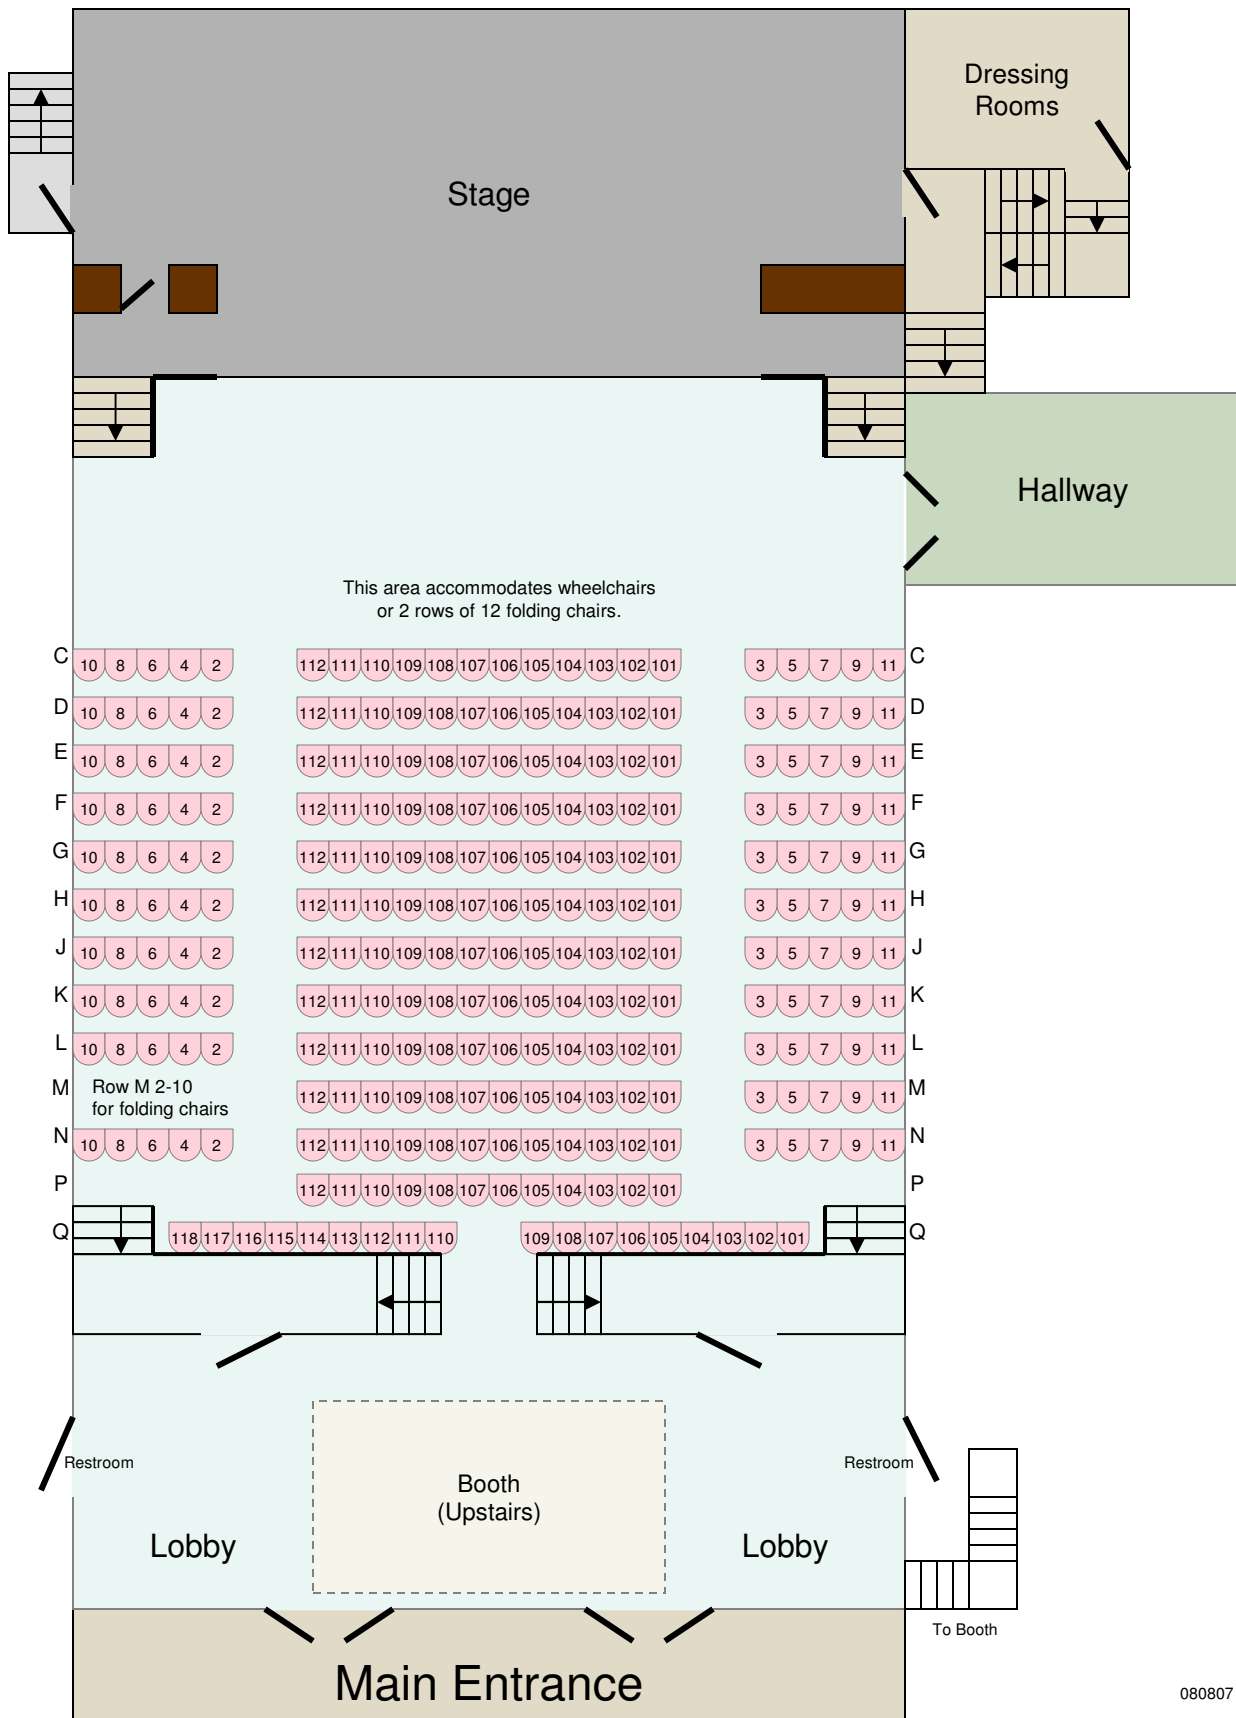 Dressing
Rooms
Stage
Hallway
This area accommodates wheelchairs
or 2 rows of 12 folding chairs.
C 10 8 6 4 2 112 111 110 109 108 107 106 105 104 103 102 101 3 5 7 9 11 C
D 10 8 6 4 2 112 111 110 109 108 107 106 105 104 103 102 101 3 5 7 9 11 D
E 10 8 6 4 2 112 111 110 109 108 107 106 105 104 103 102 101 3 5 7 9 11 E
F 10 8 6 4 2 112 111 110 109 108 107 106 105 104 103 102 101 3 5 7 9 11 F
G 10 8 6 4 2 112 111 110 109 108 107 106 105 104 103 102 101 3 5 7 9 11 G
H 10 8 6 4 2 112 111 110 109 108 107 106 105 104 103 102 101 3 5 7 9 11 H
J 10 8 6 4 2 112 111 110 109 108 107 106 105 104 103 102 101 3 5 7 9 11 J
K 10 8 6 4 2 112 111 110 109 108 107 106 105 104 103 102 101 3 5 7 9 11 K
L 10 8 6 4 2 112 111 110 109 108 107 106 105 104 103 102 101 3 5 7 9 11 L
M Row M 2-10
for folding chairs
112 111 110 109 108 107 106 105 104 103 102 101 3 5 7 9 11 M
N 10 8 6 4 2 112 111 110 109 108 107 106 105 104 103 102 101 3 5 7 9 11 N
P 112 111 110 109 108 107 106 105 104 103 102 101 P
Q 118 117 116 115 114 113 112 111 110 109 108 107 106 105 104 103 102 101 Q
Restroom
Restroom
Booth
(Upstairs)
Lobby
Lobby
To Booth
Main Entrance
080807